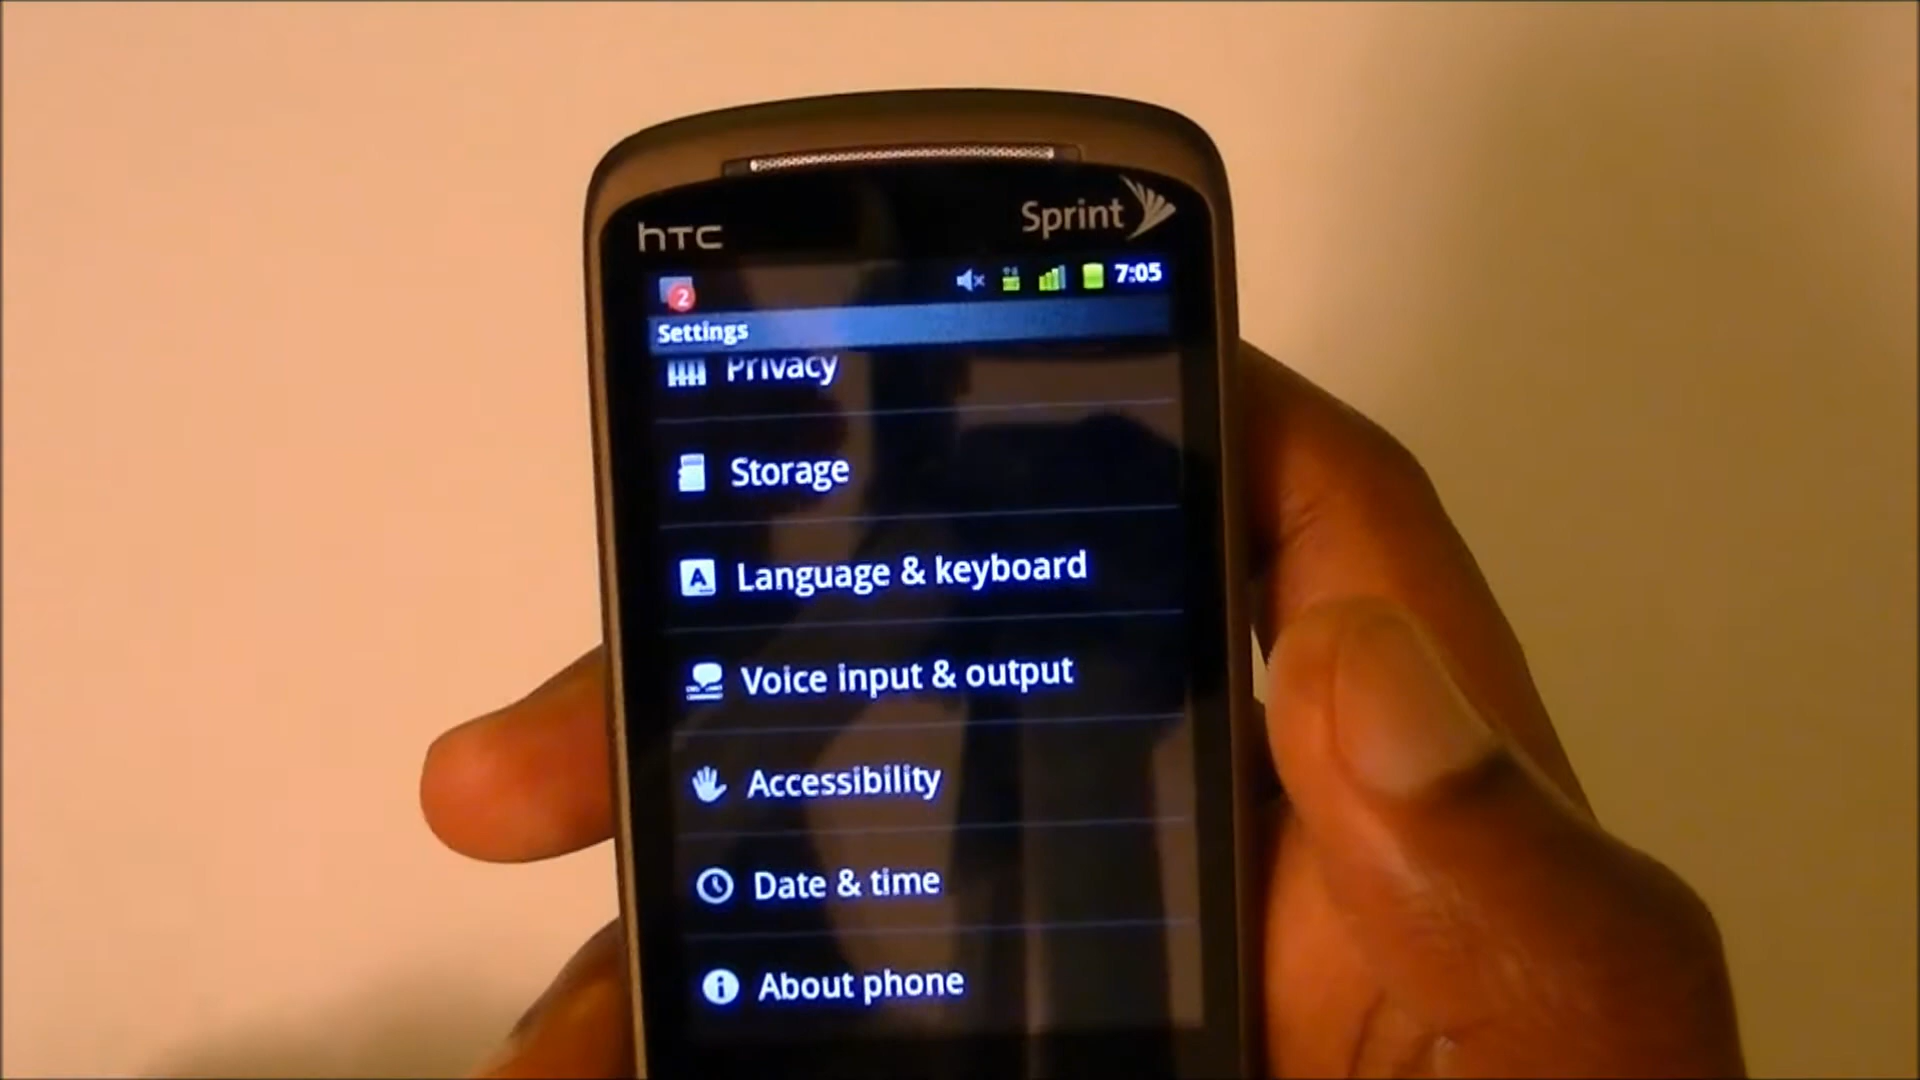 hTC
Sprint
2
7:05
Settings
Privacy
Storage
A
Language & keyboard
Voice input & output
Accessibility
Date & time
i
About phone